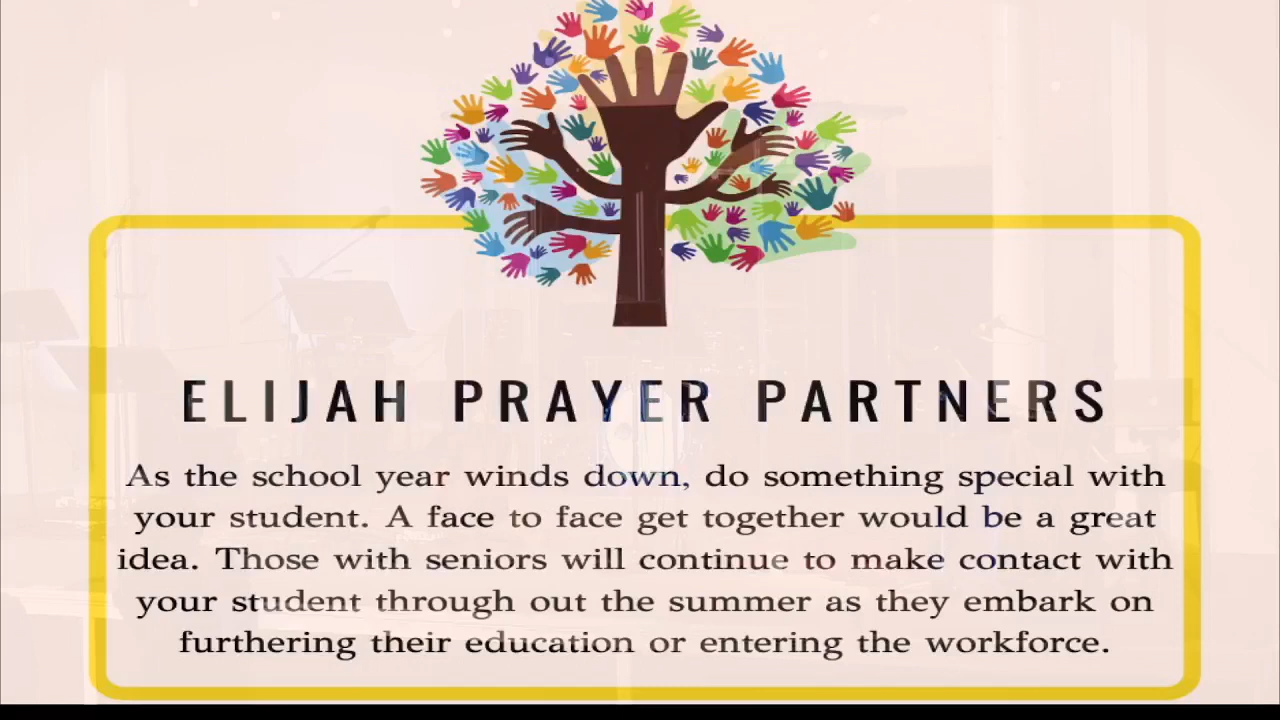 ELIJAH PRAYER PARTNERS
As the school year winds down, do something special with
your student. A face to face get together would be a great
idea. Those with seniors will continue to make contact with
your student through out the summer as they embark on
furthering their education or entering the workforce.